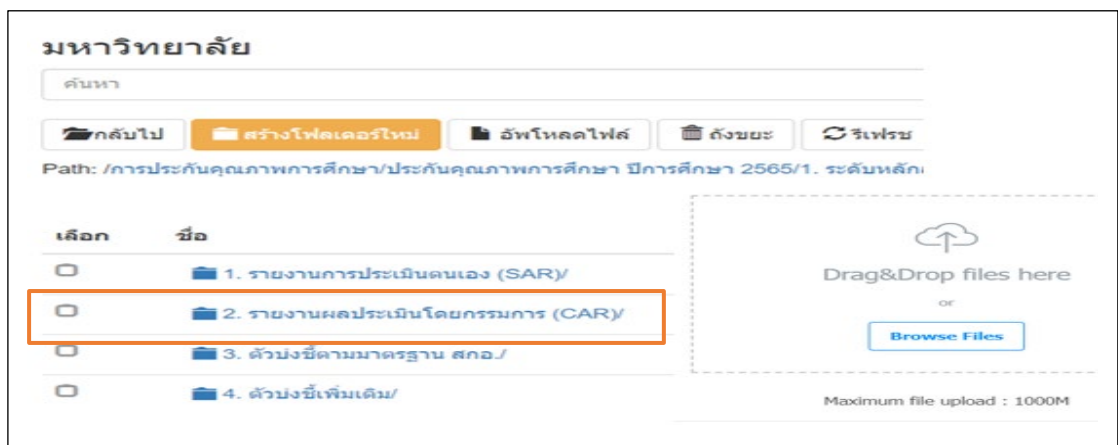 มหาวิทยาลัย
ค้นหา
กลับไป สร้างโฟลเดอร์ใหม่ อัพโหลดไฟล์ ถังขยะ รีเฟรช
Path: /การประกันคุณภาพการศึกษา/ประกันคุณภาพการศึกษา ปีการศึกษา 2565/1. ระดับหลัก
เลือก ชื่อ
1. รายงานการประเมินตนเอง (SAR)/
2. รายงานผลประเมินโดยกรรมการ (CAR)/
3. ตัวบ่งชี้ตามมาตรฐาน สกอ./
4. ตัวบ่งชี้เพิ่มเติม/
Drag&Drop files here
or
Browse Files
Maximum file upload : 1000M